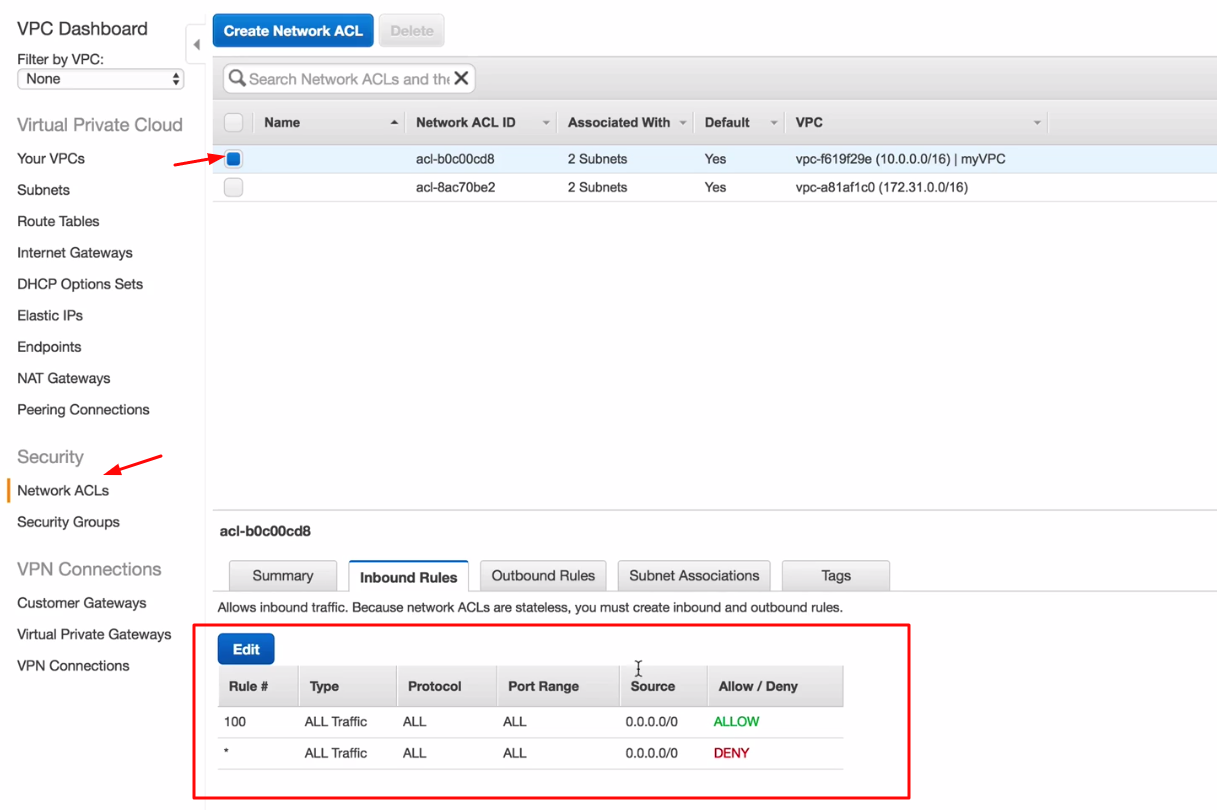 VPC Dashboard
Filter by VPC:
None
Virtual Private Cloud
Your VPCs
Subnets
Route Tables
Internet Gateways
DHCP Options Sets
Elastic IPs
Endpoints
NAT Gateways
Peering Connections
Security
Network ACLs
Security Groups
VPN Connections
Customer Gateways
Virtual Private Gateways
VPN Connections
Create Network ACL Delete
Search Network ACLs and the
Name Network ACL ID Associated With Default VPC
acl-b0c00cd8 2 Subnets Yes vpc-f619f29e (10.0.0.0/16) | myVPC
acl-8ac70be2 2 Subnets Yes vpc-a81af1c0 (172.31.0.0/16)
acl-b0c00cd8
Summary Inbound Rules Outbound Rules Subnet Associations Tags
Allows inbound traffic. Because network ACLs are stateless, you must create inbound and outbound rules.
Edit
Rule # Type Protocol Port Range Source Allow / Deny
100 ALL Traffic ALL ALL 0.0.0.0/0 ALLOW
* ALL Traffic ALL ALL 0.0.0.0/0 DENY